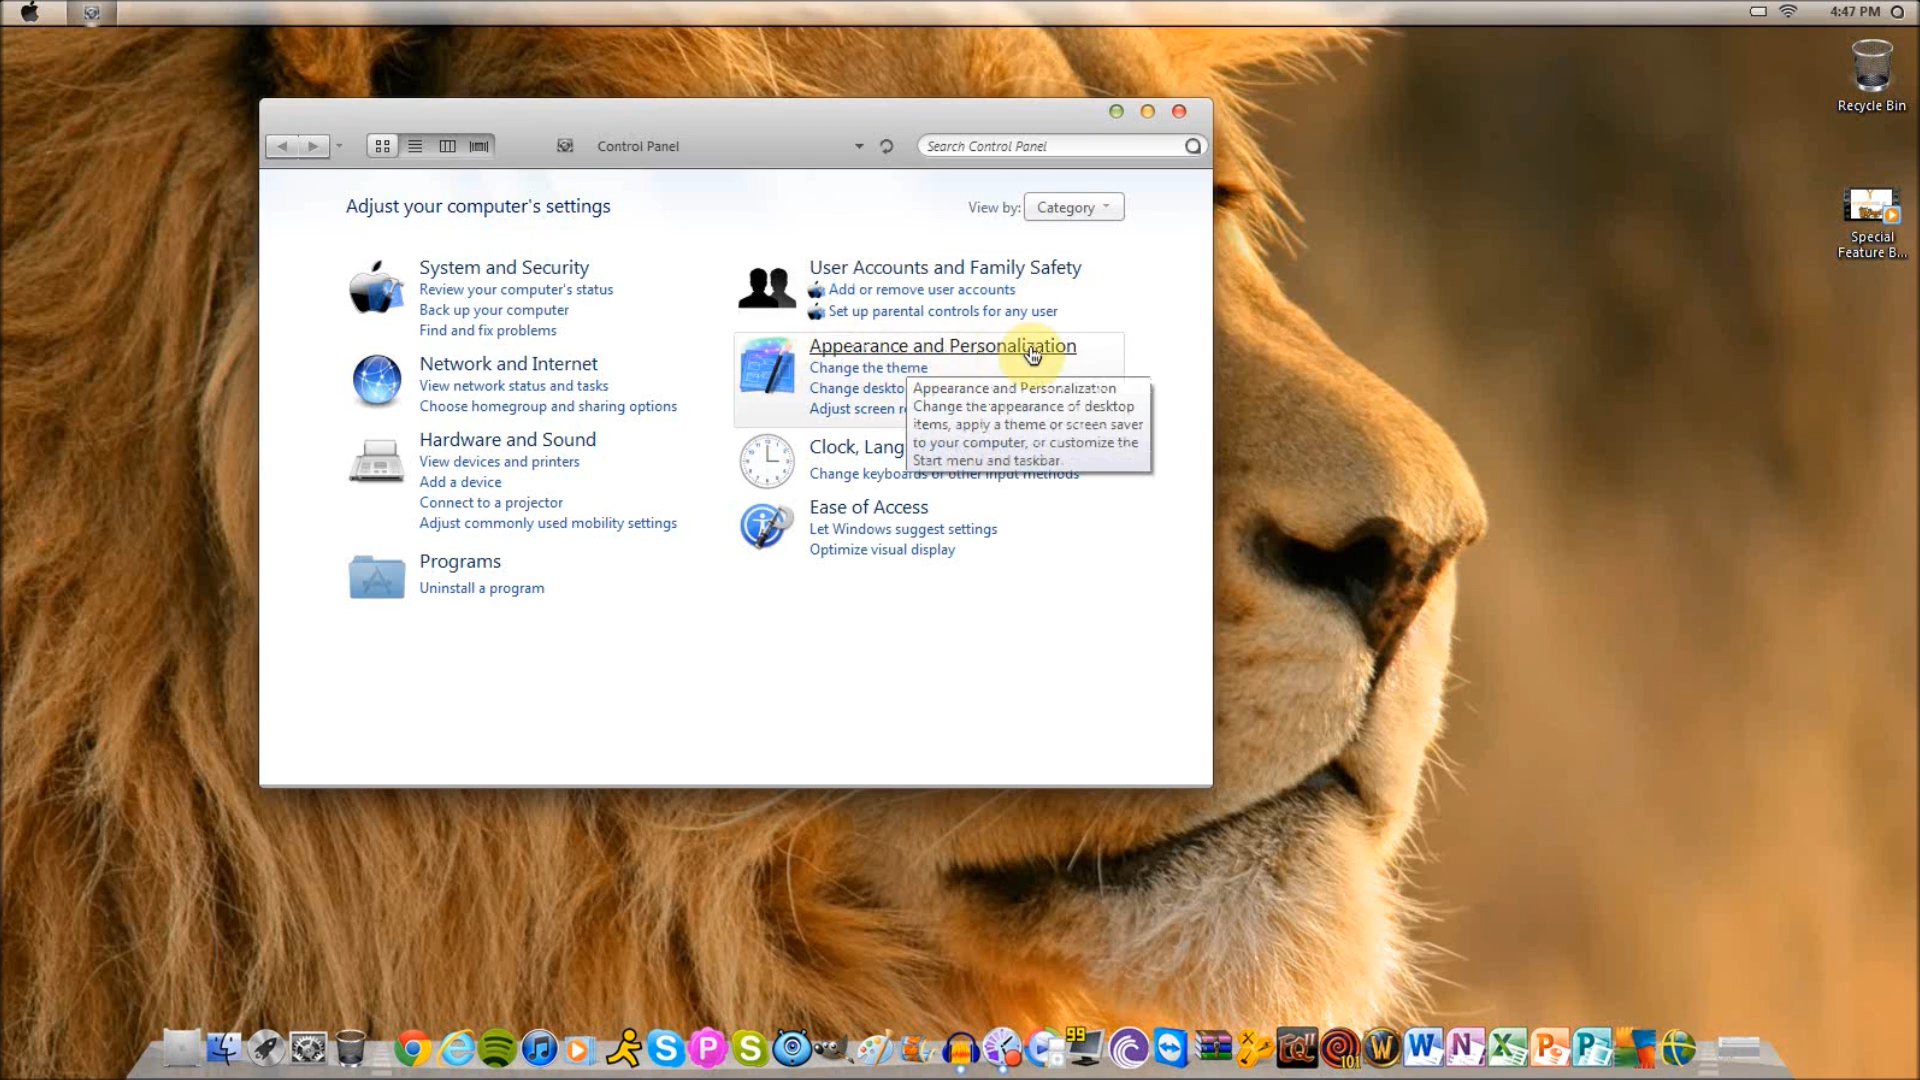 4:47 PM
Recycle Bin
Special
Feature B...
Control Panel
Search Control Panel
Adjust your computer's settings
View by: Category
System and Security
Review your computer's status
Back up your computer
Find and fix problems
Network and Internet
View network status and tasks
Choose homegroup and sharing options
Hardware and Sound
View devices and printers
Add a device
Connect to a projector
Adjust commonly used mobility settings
Programs
Uninstall a program
User Accounts and Family Safety
Add or remove user accounts
Set up parental controls for any user
Appearance and Personalization
Change the theme
Change deskto
Adjust screen r
Appearance and Personalization
Change the appearance of desktop
items, apply a theme or screen saver
to your computer, or customize the
Start menu and taskbar.
Clock, Lang
Change keyboards or other input methods
Ease of Access
Let Windows suggest settings
Optimize visual display
99
101